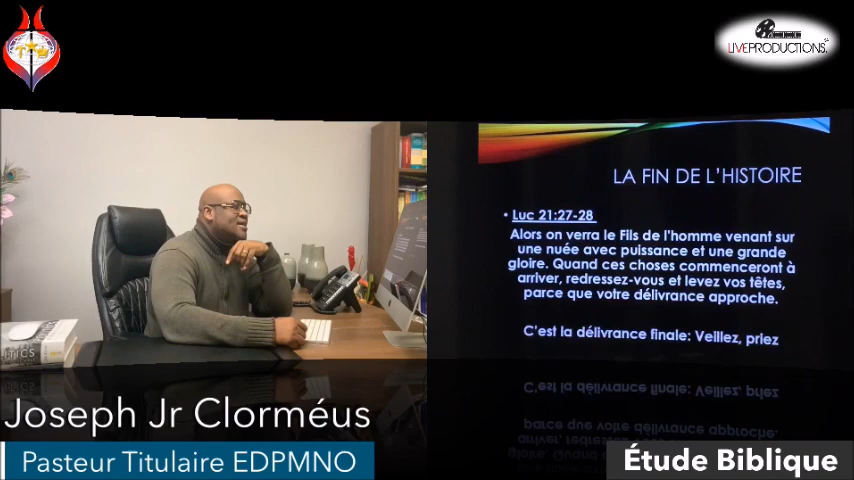 LIVEPRODUCTIONS
LA FIN DE L'HISTOIRE
• Luc 21:27-28
Alors on verra le Fils de l'homme venant sur
une nuée avec puissance et une grande
gloire. Quand ces choses commenceront à
arriver, redressez-vous et levez vos têtes,
parce que votre délivrance approche.
C'est la délivrance finale: Veillez, priez
Joseph Jr Clorméus
Pasteur Titulaire EDPMNO
Étude Biblique